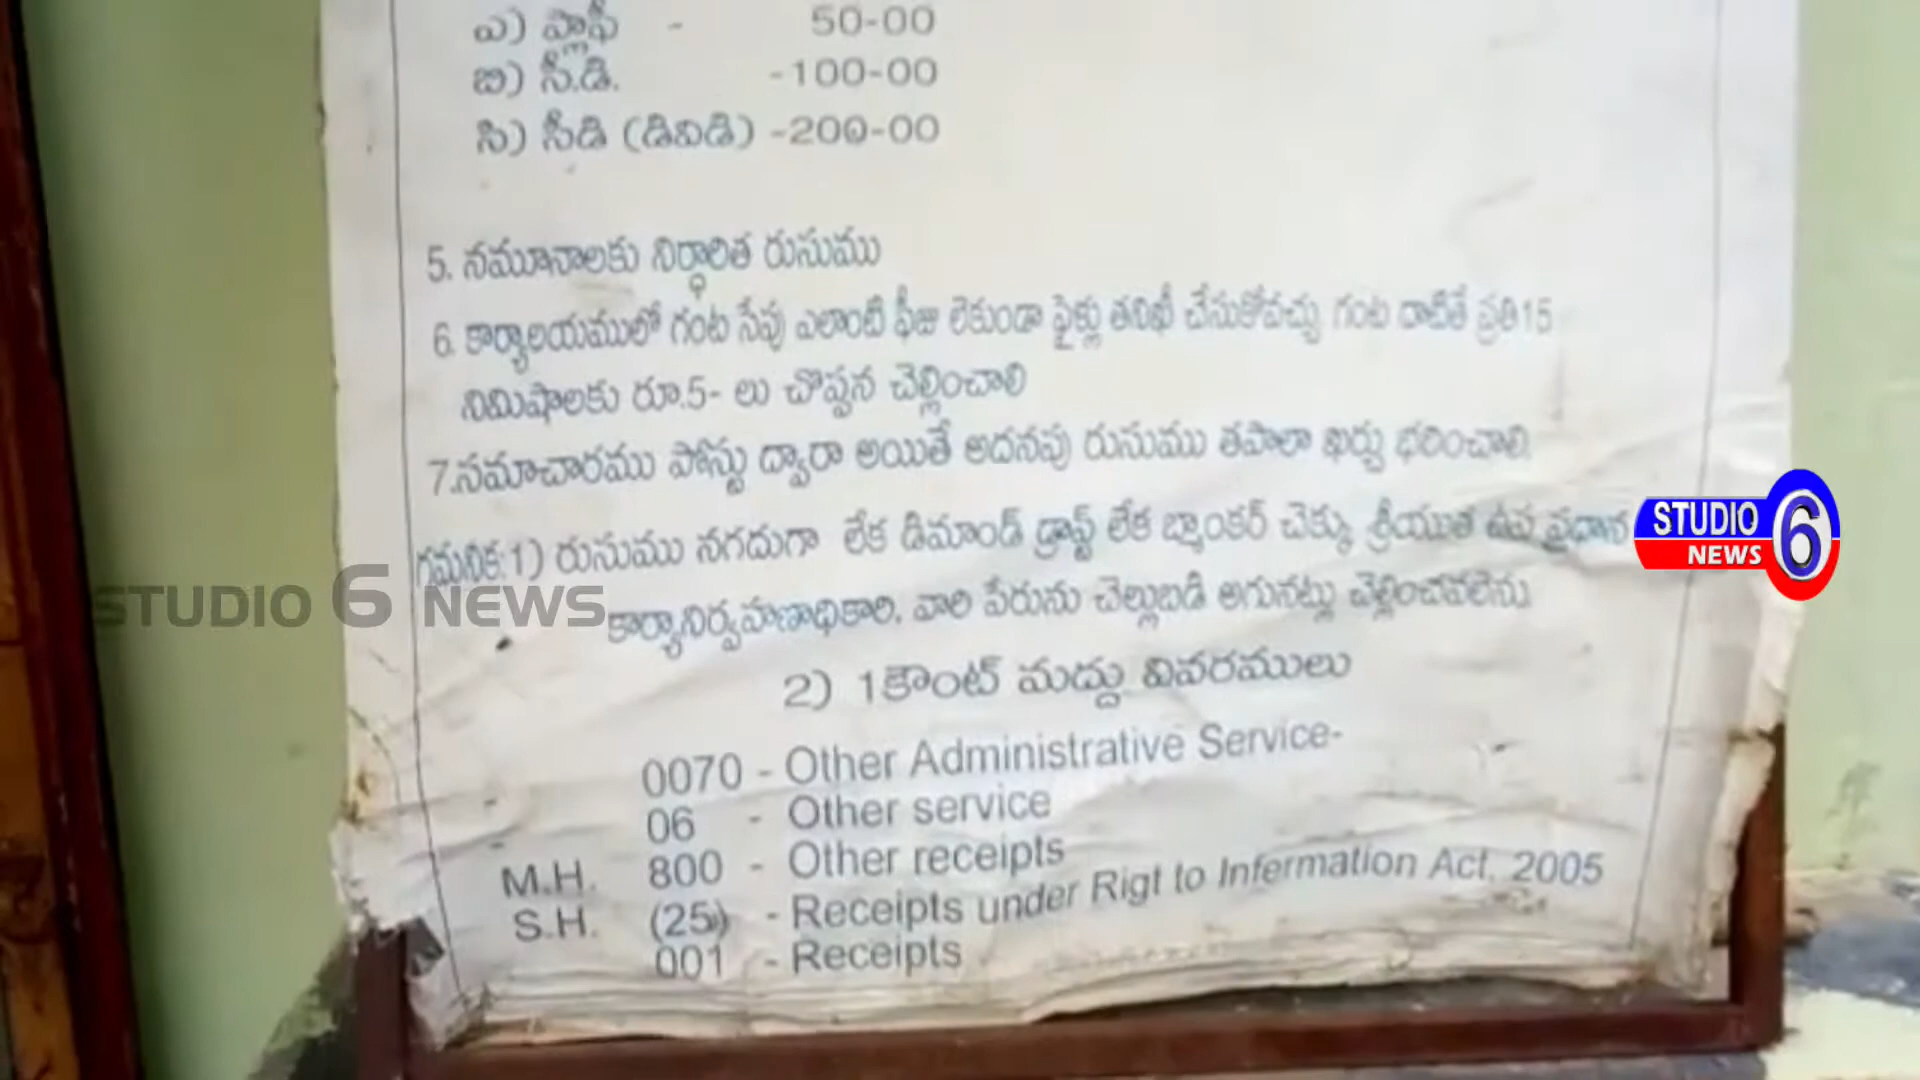 ఎ) ప్లాపీ - 50-00
బి) సీ.డి. -100-00
సి) సీడి (డివిడి) -200-00
5. నమూనాలకు నిర్ధారిత రుసుము
6. కార్యాలయములో గంట సేపు ఎలాంటి ఫీజు లేకుండా ఫైళ్లు తనిఖీ చేసుకోవచ్చు గంట దాటితే ప్రతి 15
నిమిషాలకు రూ.5- లు చొప్పన చెల్లించాలి
7.సమాచారము పోస్టు ద్వారా అయితే అదనపు రుసుము తపాలా ఖర్చు భరించాలి
గమనిక:1) రుసుము నగదుగా లేక డిమాండ్ డ్రాఫ్ట్ లేక బ్యాంకర్ చెక్కు శ్రీయుత ఉప ప్రధాన
కార్యానిర్వహణాధికారి. వారి పేరును చెల్లుబడి అగునట్లు చెల్లించవలెను
2) 1కౌంట్ మద్దు వివరములు
0070 - Other Administrative Service-
06 - Other service
M.H. 800 - Other receipts
S.H. (25) - Receipts under Rigt to Infermation Act, 2005
001 - Receipts
STUDIO 6 NEWS
STUDIO 6
NEWS